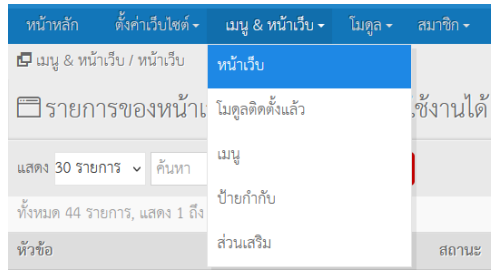 หน้าหลัก ตั้งค่าเว็บไซต์ เมนู & หน้าเว็บ โมดูล สมาชิก
เมนู & หน้าเว็บ / หน้าเว็บ
หน้าเว็บ
รายการของหน้าเ ใช้งานได้
โมดูลติดตั้งแล้ว
แสดง 30 รายการ ค้นหา
เมนู
ทั้งหมด 44 รายการ, แสดง 1 ถึง
ป้ายกำกับ
หัวข้อ สถานะ
ส่วนเสริม